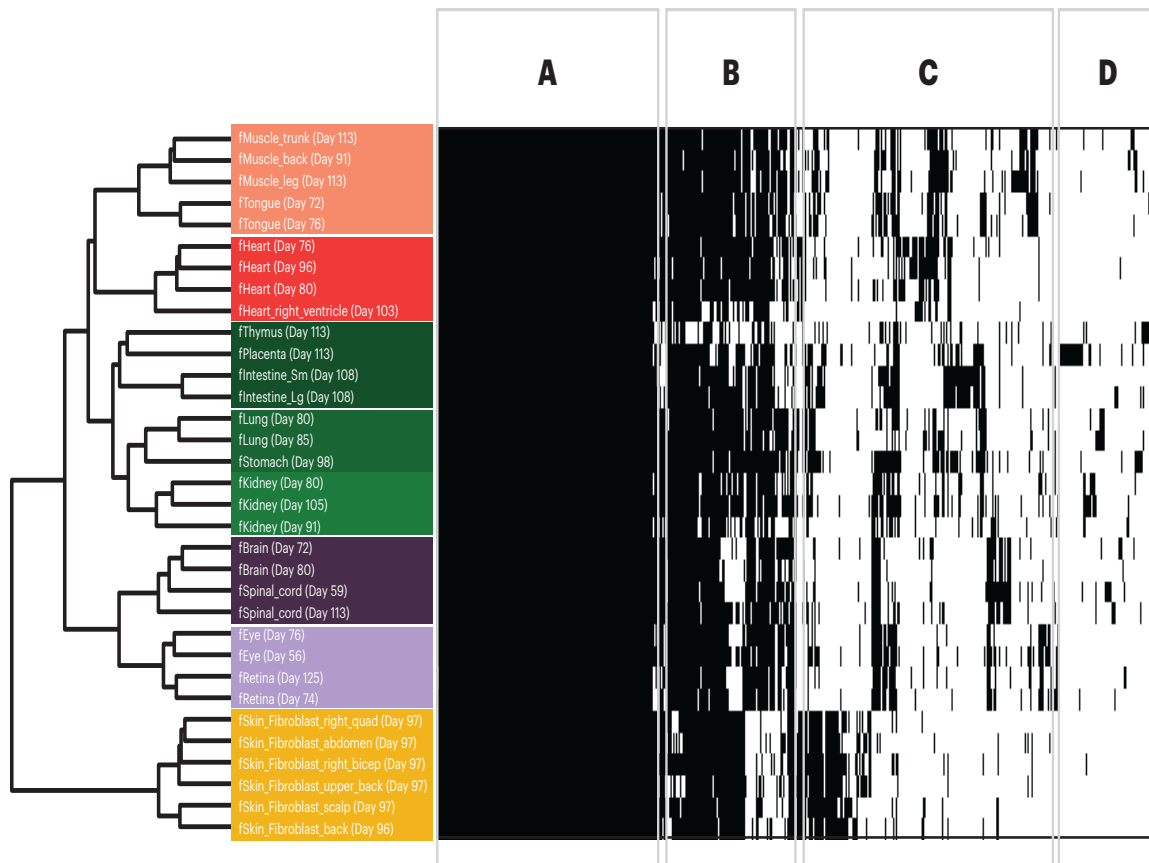 A B C D
fMuscle_trunk (Day 113)
fMuscle_back (Day 91)
fMuscle_leg (Day 113)
fTongue (Day 72)
fTongue (Day 76)
fHeart (Day 76)
fHeart (Day 96)
fHeart (Day 80)
fHeart_right_ventricle (Day 103)
fThymus (Day 113)
fPlacenta (Day 113)
fIntestine_Sm (Day 108)
fIntestine_Lg (Day 108)
fLung (Day 80)
fLung (Day 85)
fStomach (Day 98)
fKidney (Day 80)
fKidney (Day 105)
fKidney (Day 91)
fBrain (Day 72)
fBrain (Day 80)
fSpinal_cord (Day 59)
fSpinal_cord (Day 113)
fEye (Day 76)
fEye (Day 56)
fRetina (Day 125)
fRetina (Day 74)
fSkin_Fibroblast_right_quad (Day 97)
fSkin_Fibroblast_abdomen (Day 97)
fSkin_Fibroblast_right_bicep (Day 97)
fSkin_Fibroblast_upper_back (Day 97)
fSkin_Fibroblast_scalp (Day 97)
fSkin_Fibroblast_back (Day 96)